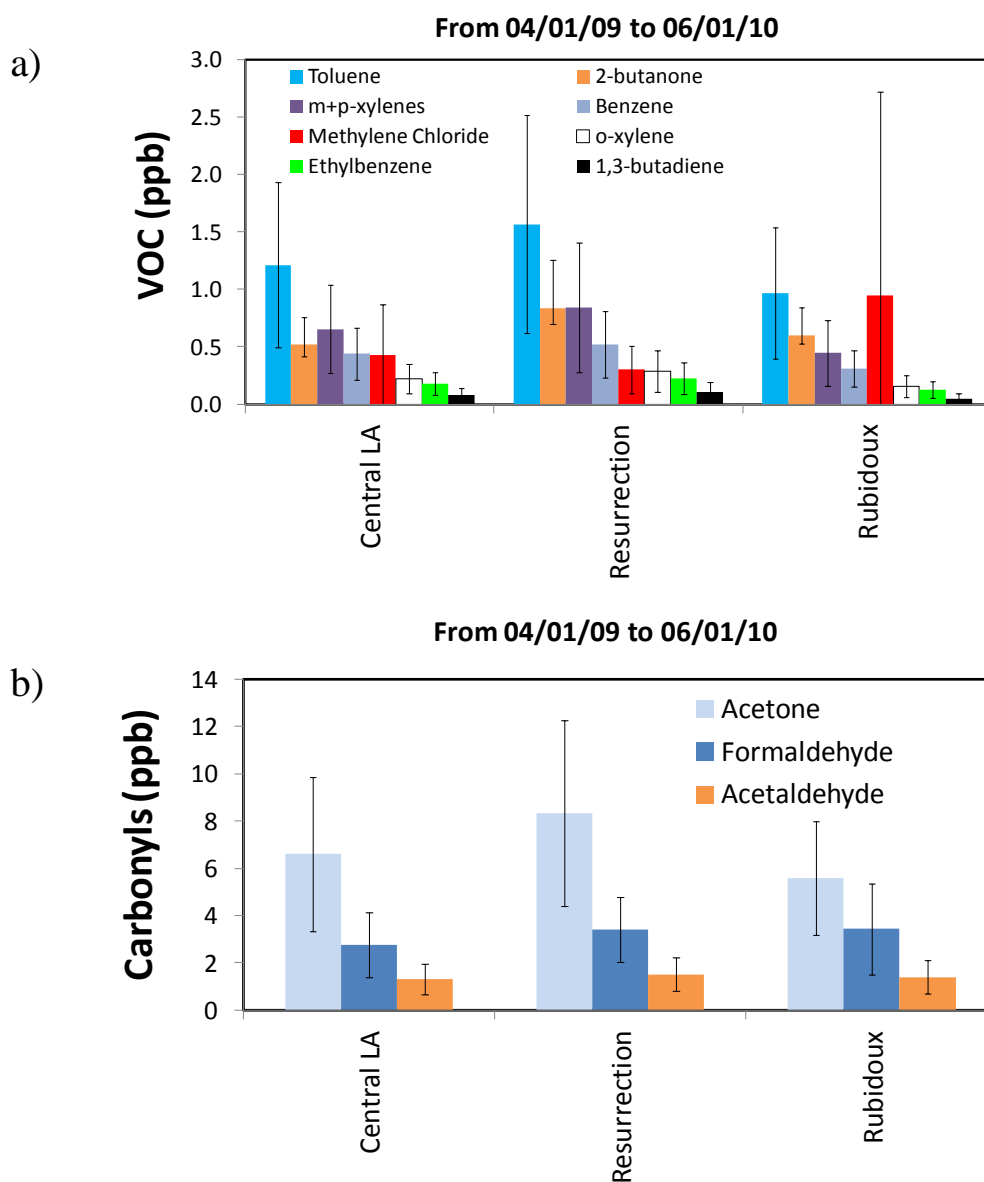 a)
From 04/01/09 to 06/01/10
VOC (ppb)
3.0
2.5
2.0
1.5
1.0
0.5
0.0
Toluene
2-butanone
m+p-xylenes
Benzene
Methylene Chloride
o-xylene
Ethylbenzene
1,3-butadiene
Central LA
Resurrection
Rubidoux
b)
From 04/01/09 to 06/01/10
Carbonyls (ppb)
14
12
10
8
6
4
2
0
Acetone
Formaldehyde
Acetaldehyde
Central LA
Resurrection
Rubidoux